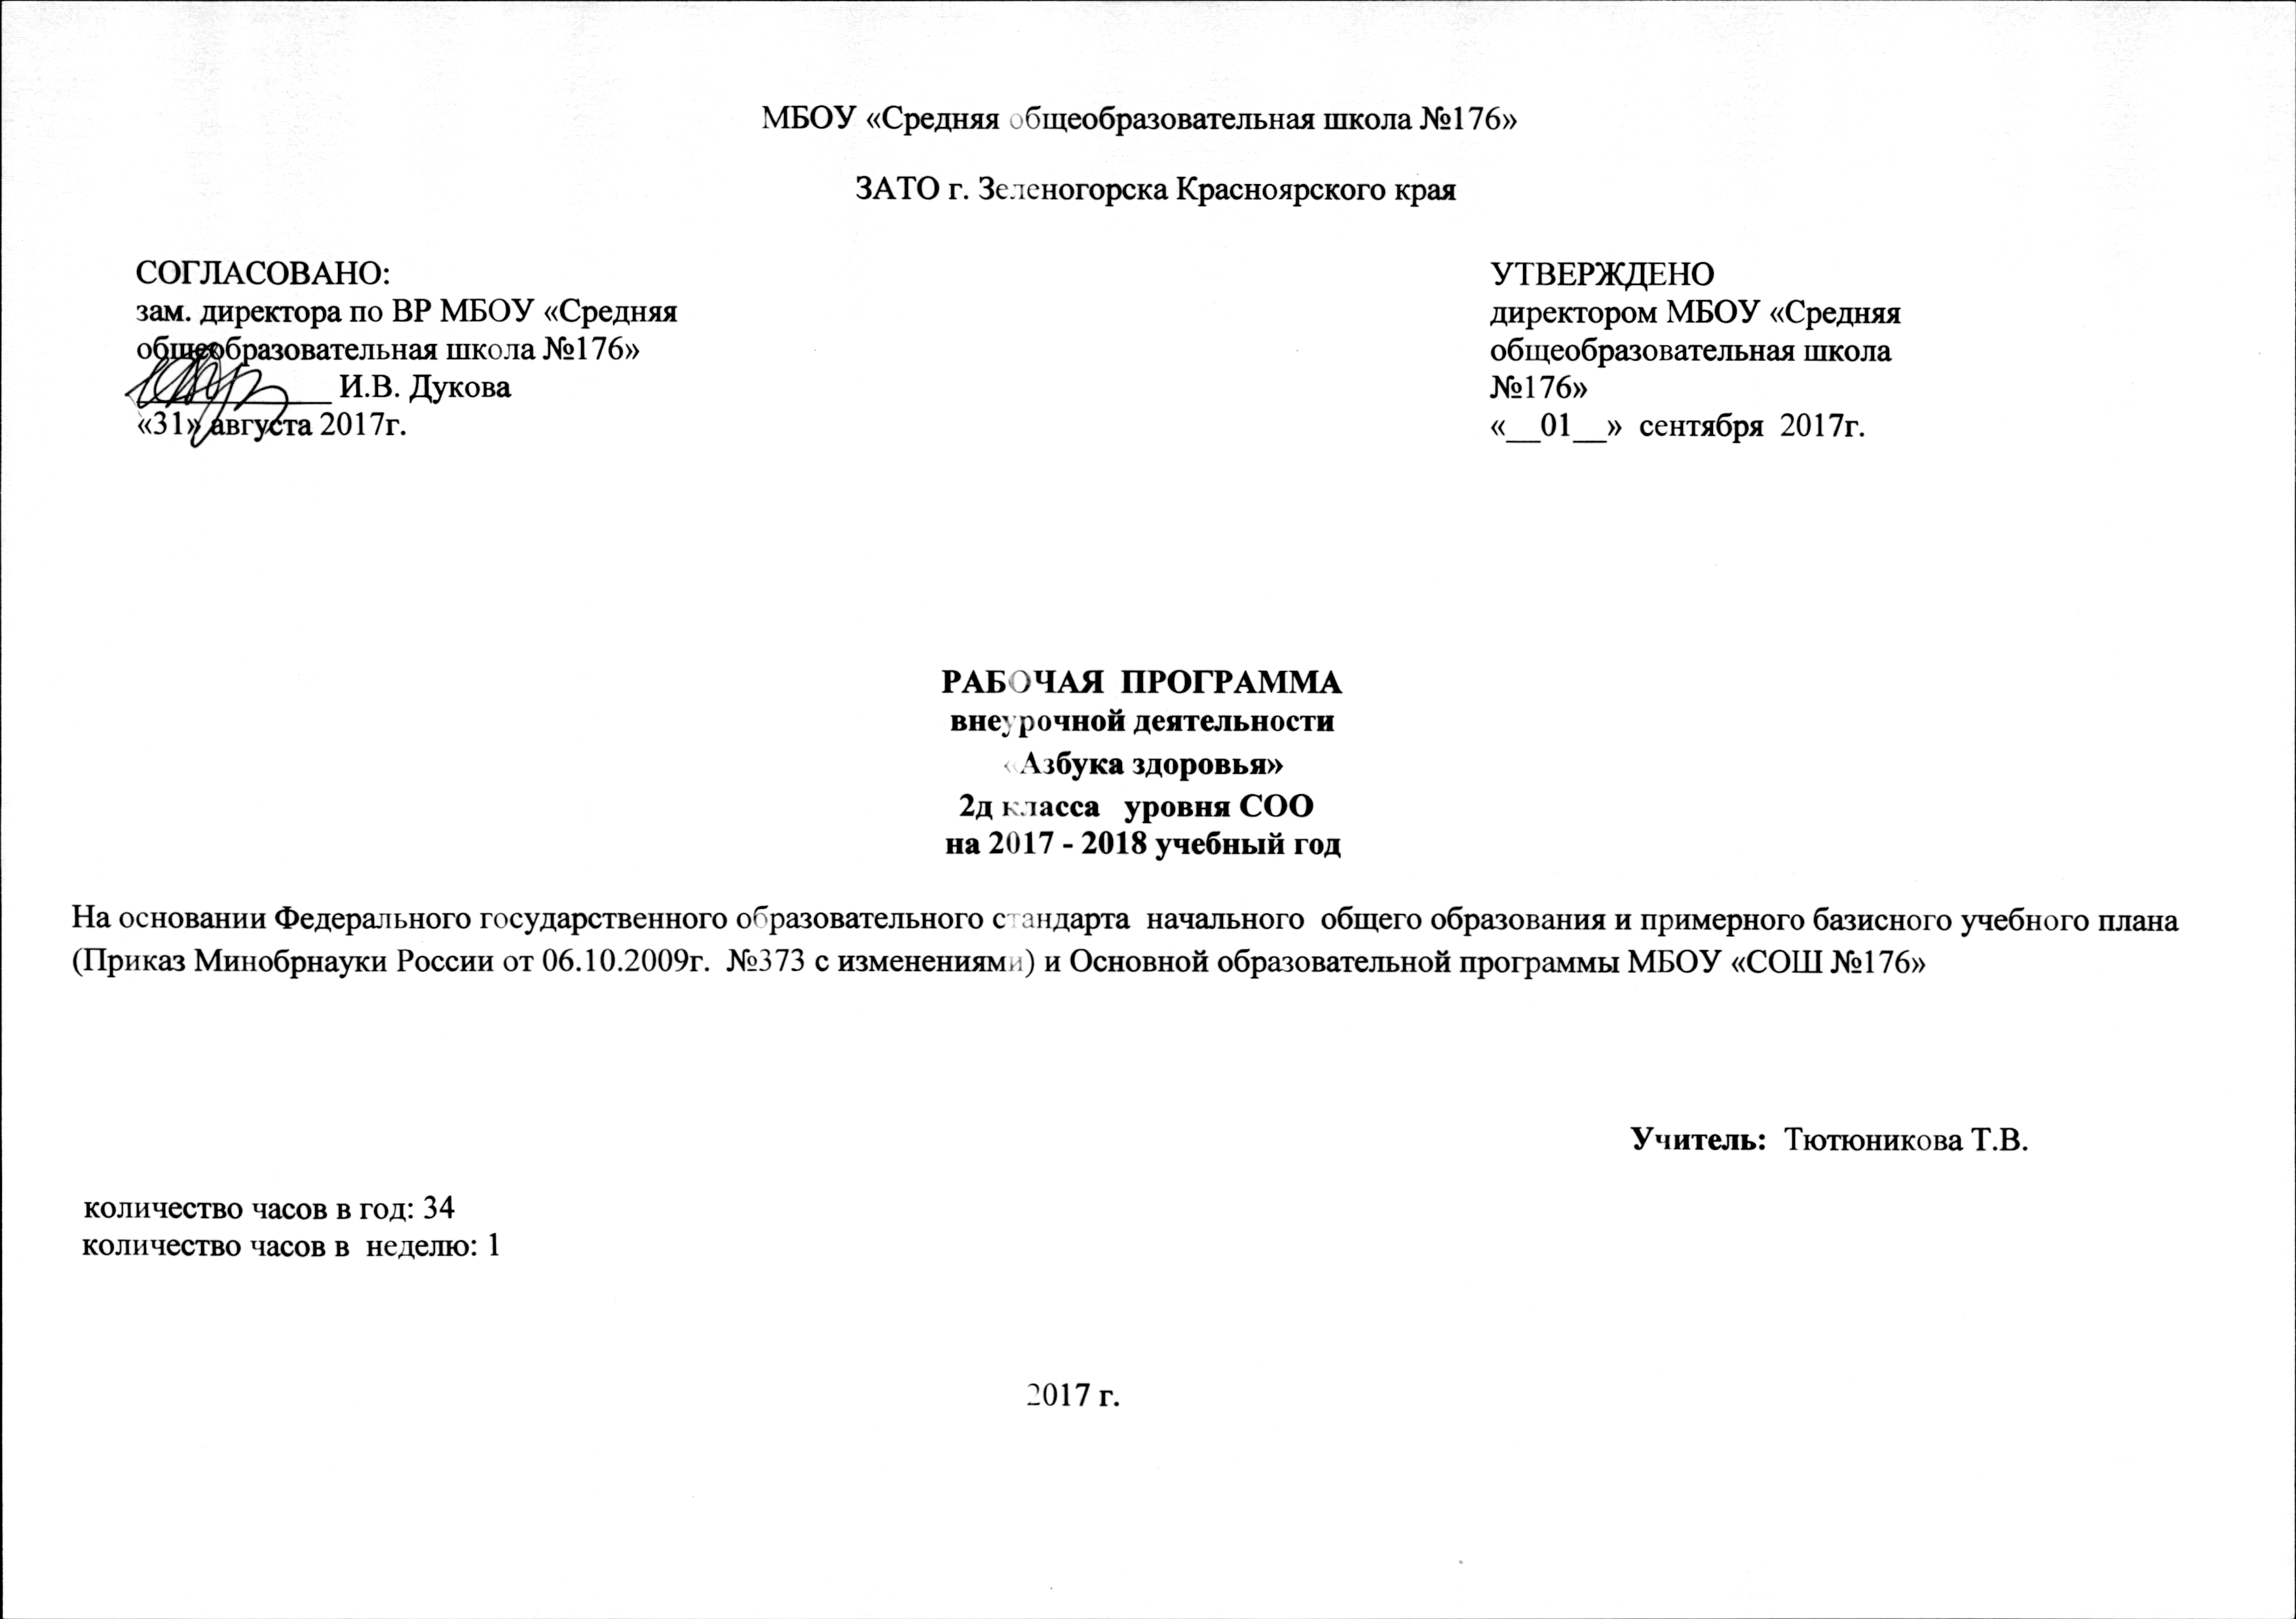 МБОУ «Средняя общеобразовательная школа №176»
ЗАТО г. Зеленогорска Красноярского края
СОГЛАСОВАНО:
зам. директора по ВР МБОУ «Средняя
общеобразовательная школа №176»
____________ И.В. Дукова
«31» августа 2017г.
УТВЕРЖДЕНО
директором МБОУ «Средняя
общеобразовательная школа
№176»
«__01__» сентября 2017г.
РАБОЧАЯ ПРОГРАММА
внеурочной деятельности
«Азбука здоровья»
2д класса уровня СОО
на 2017 - 2018 учебный год
На основании Федерального государственного образовательного стандарта начального общего образования и примерного базисного учебного плана
(Приказ Минобрнауки России от 06.10.2009г. №373 с изменениями) и Основной образовательной программы МБОУ «СОШ №176»
Учитель: Тютюникова Т.В.
количество часов в год: 34
количество часов в неделю: 1
2017 г.